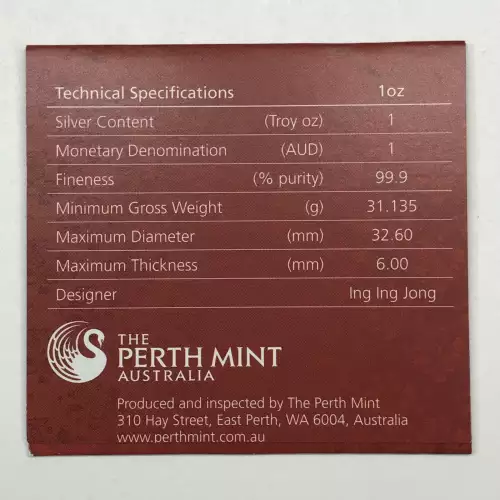 Technical Specifications 1oz
Silver Content (Troy oz) 1
Monetary Denomination (AUD) 1
Fineness (% purity) 99.9
Minimum Gross Weight (g) 31.135
Maximum Diameter (mm) 32.60
Maximum Thickness (mm) 6.00
Designer Ing Ing Jong
THE
PERTH MINT
AUSTRALIA
Produced and inspected by The Perth Mint
310 Hay Street, East Perth, WA 6004, Australia
www.perthmint.com.au